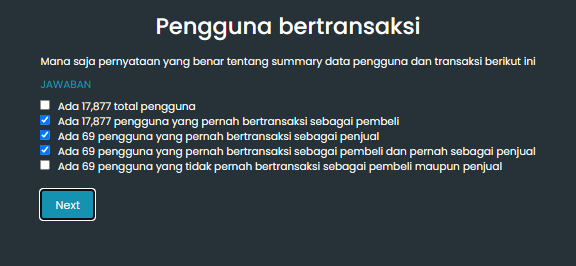 Pengguna bertransaksi
Mana saja pernyataan yang benar tentang summary data pengguna dan transaksi berikut ini
JAWABAN
Ada 17,877 total pengguna
Ada 17,877 pengguna yang pernah bertransaksi sebagai pembeli
Ada 69 pengguna yang pernah bertransaksi sebagai penjual
Ada 69 pengguna yang pernah bertransaksi sebagai pembeli dan pernah sebagai penjual
Ada 69 pengguna yang tidak pernah bertransaksi sebagai pembeli maupun penjual
Next